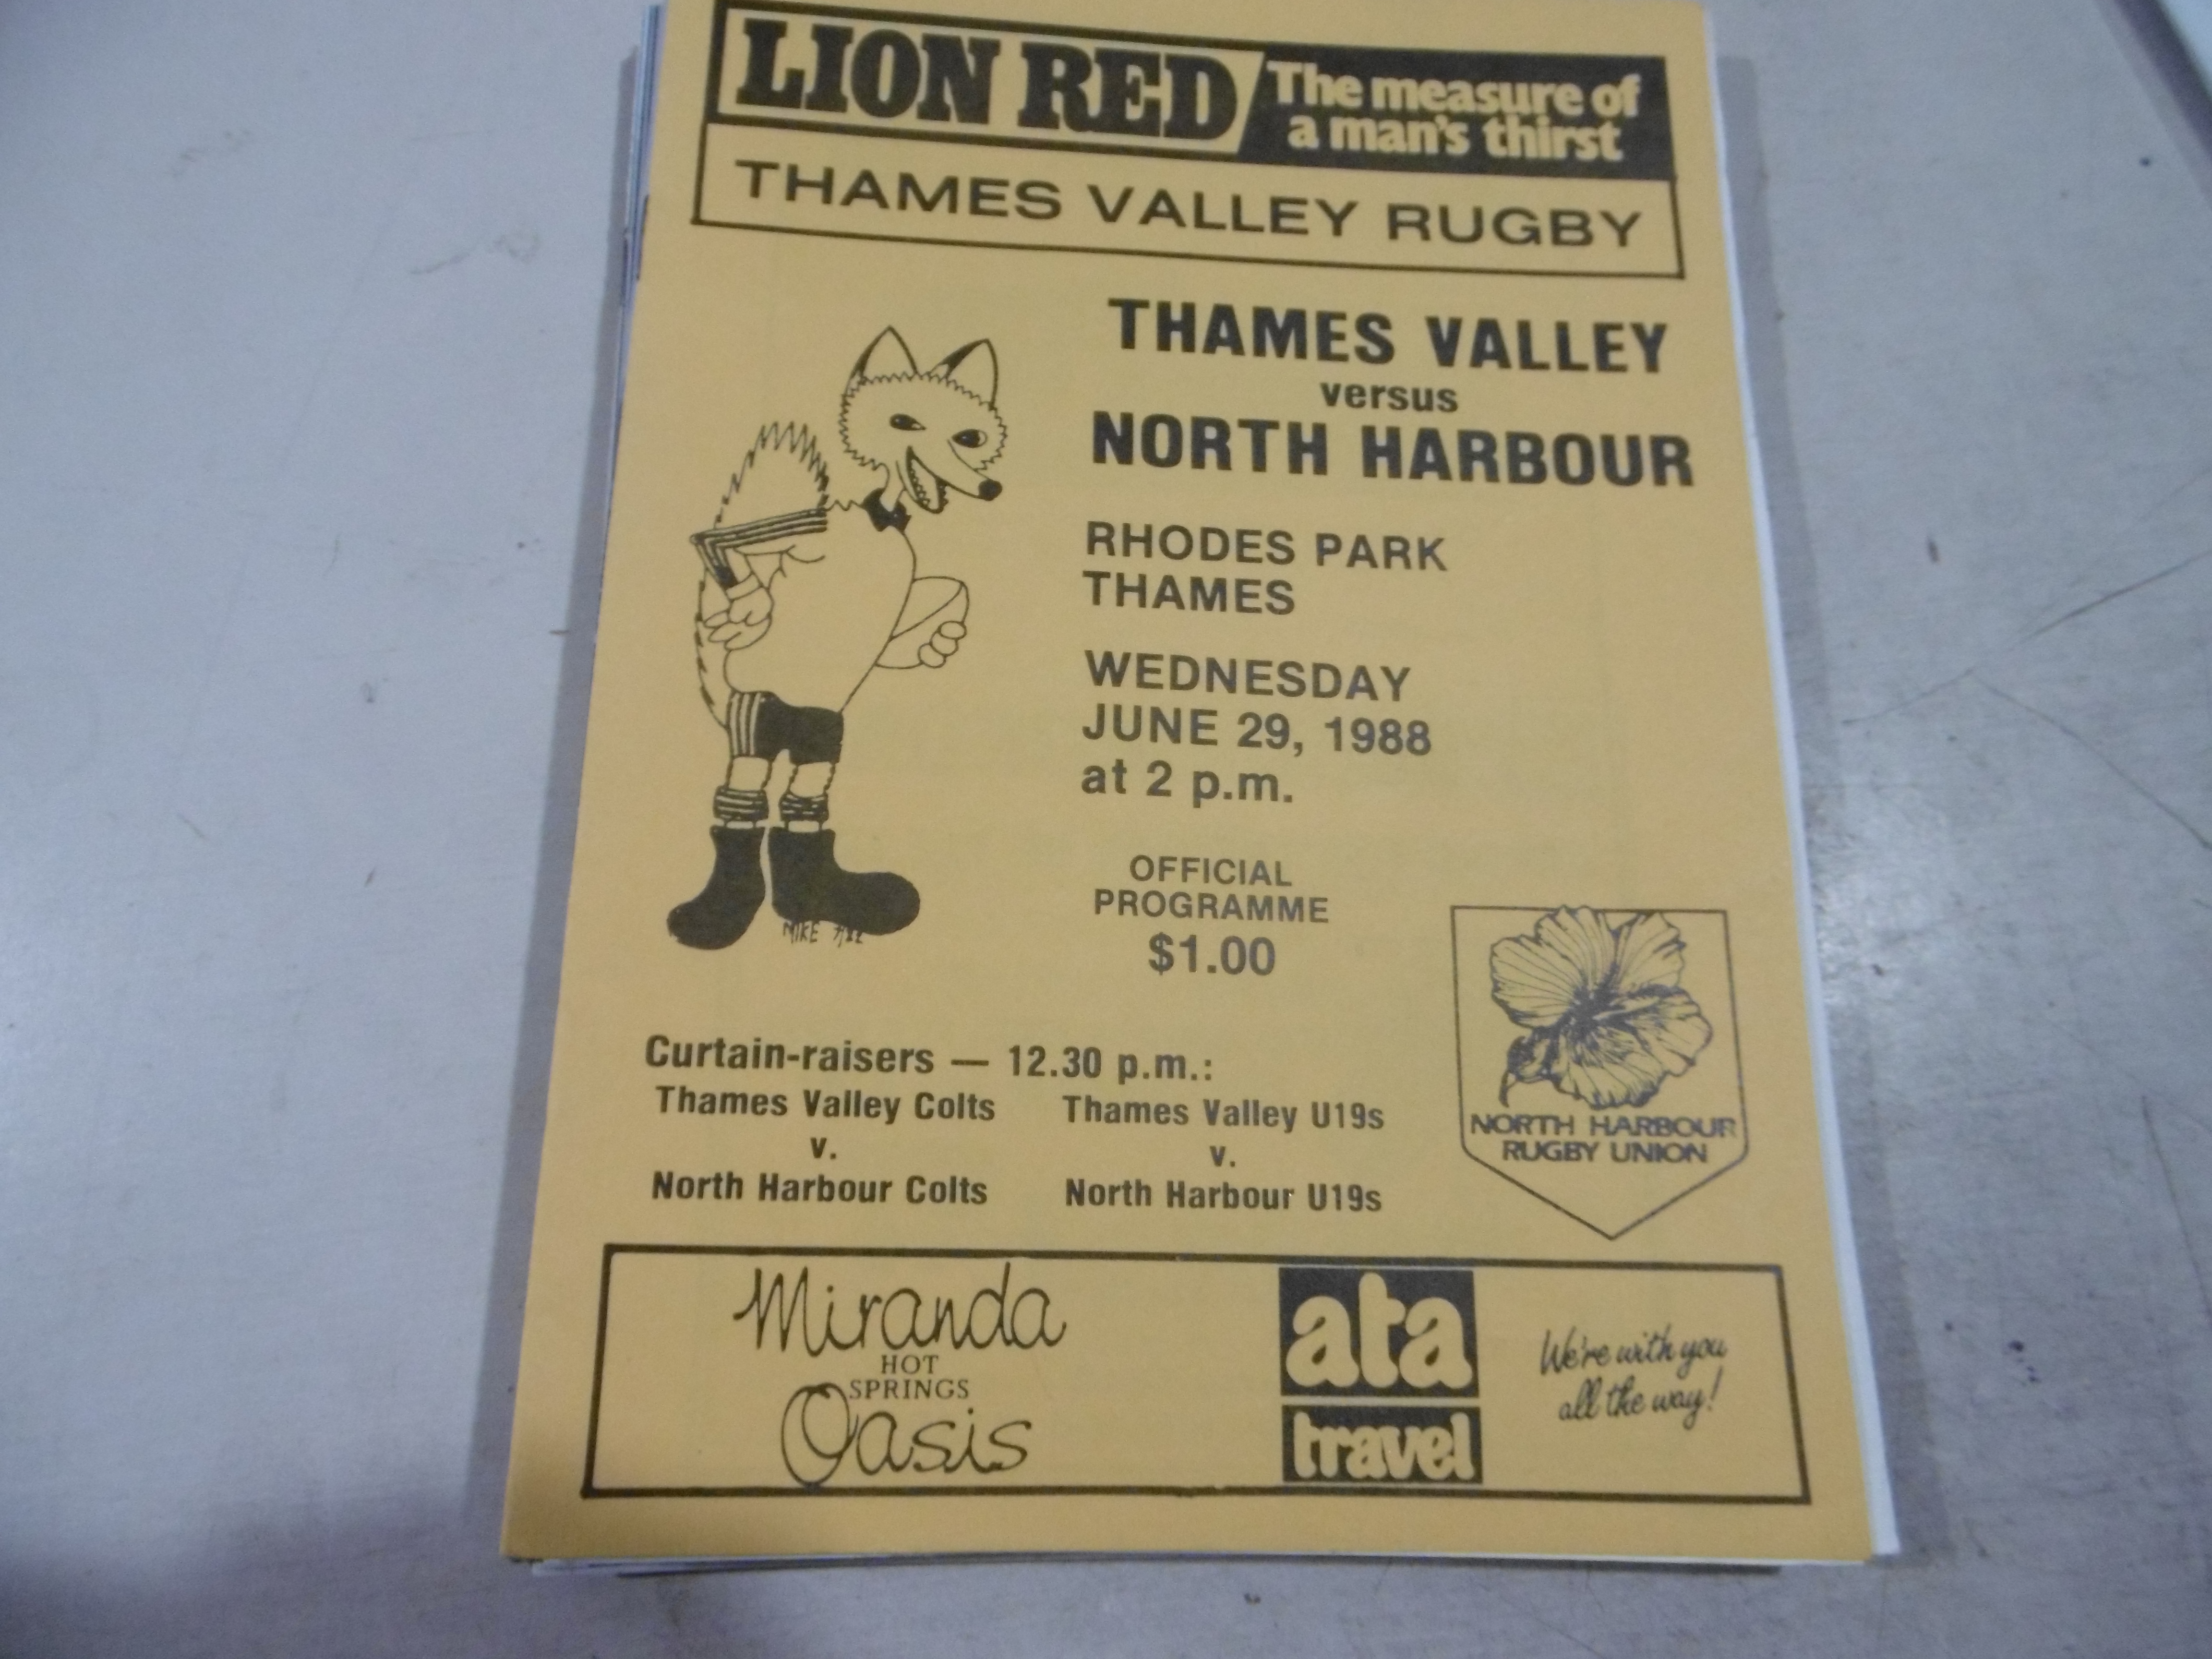 LION RED
The measure of
a man's thirst
THAMES VALLEY RUGBY
THAMES VALLEY
versus
NORTH HARBOUR
RHODES PARK
THAMES
WEDNESDAY
JUNE 29, 1988
at 2 p.m.
OFFICIAL
PROGRAMME
$1.00
MIKE
Curtain-raisers — 12.30 p.m.:
Thames Valley Colts
v.
North Harbour Colts
Thames Valley U19s
v.
North Harbour U19s
NORTH HARBOUR
RUGBY UNION
Miranda
HOT
SPRINGS
Oasis
ata
travel
We're with you
all the way!